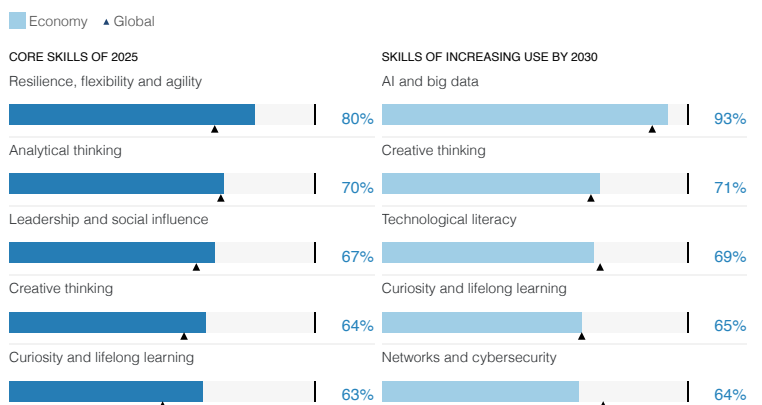 Economy Global
CORE SKILLS OF 2025
Resilience, flexibility and agility
80%
Analytical thinking
70%
Leadership and social influence
67%
Creative thinking
64%
Curiosity and lifelong learning
63%
SKILLS OF INCREASING USE BY 2030
AI and big data
93%
Creative thinking
71%
Technological literacy
69%
Curiosity and lifelong learning
65%
Networks and cybersecurity
64%